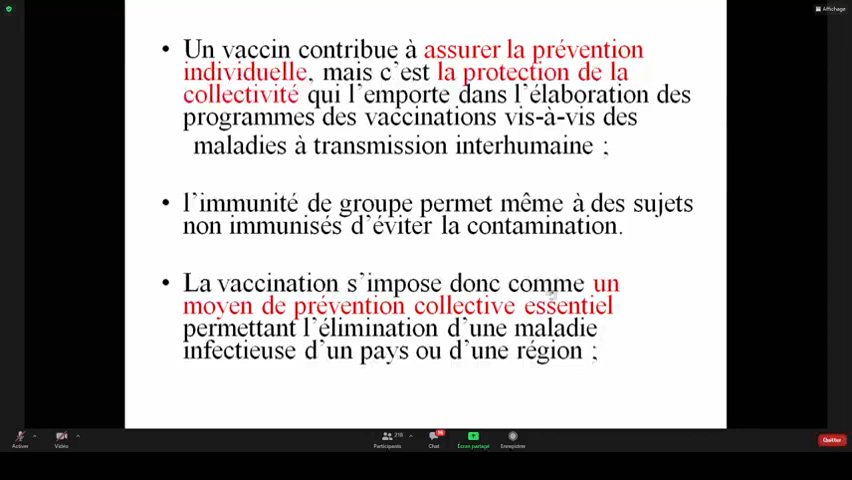 Affichage
• Un vaccin contribue à assurer la prévention
individuelle, mais c’est la protection de la
collectivité qui l’emporte dans l’élaboration des
programmes des vaccinations vis-à-vis des
maladies à transmission interhumaine ;
• l’immunité de groupe permet même à des sujets
non immunisés d’éviter la contamination.
• La vaccination s’impose donc comme un
moyen de prévention collective essentiel
permettant l’élimination d’une maladie
infectieuse d’un pays ou d’une région ;
218
Activer Vidéo Participants Chat Écran partagé Enregistrer Quitter